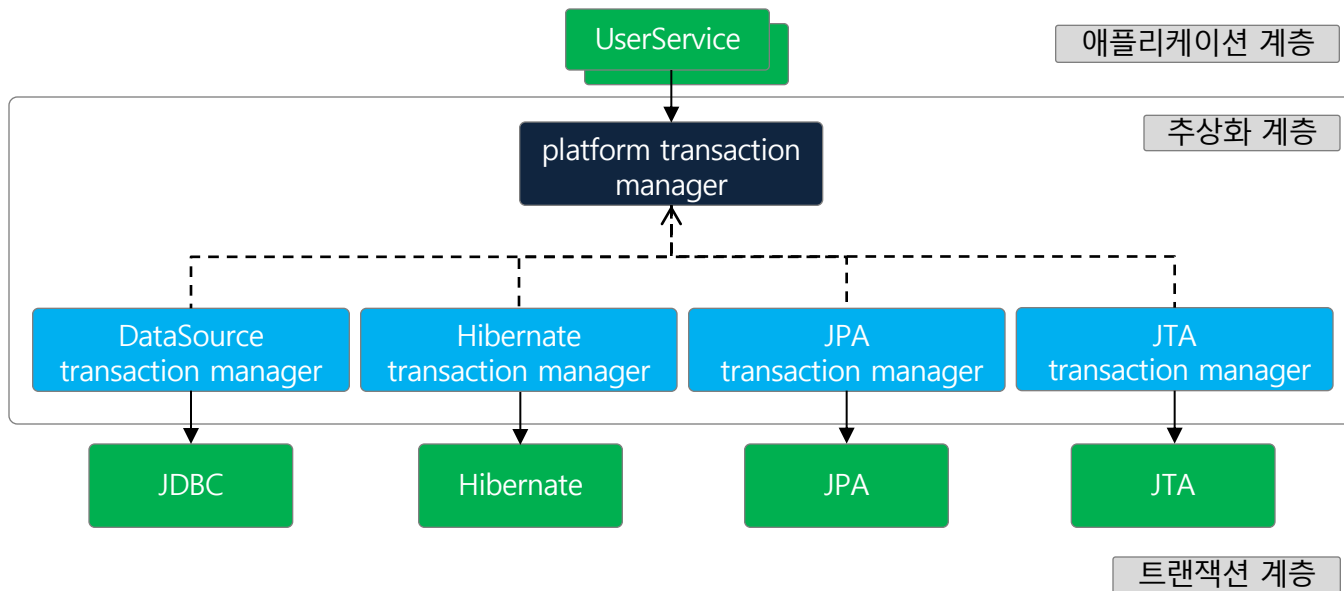 UserService
애플리케이션 계층
추상화 계층
platform transaction
manager
DataSource
transaction manager
Hibernate
transaction manager
JPA
transaction manager
JTA
transaction manager
JDBC
Hibernate
JPA
JTA
트랜잭션 계층